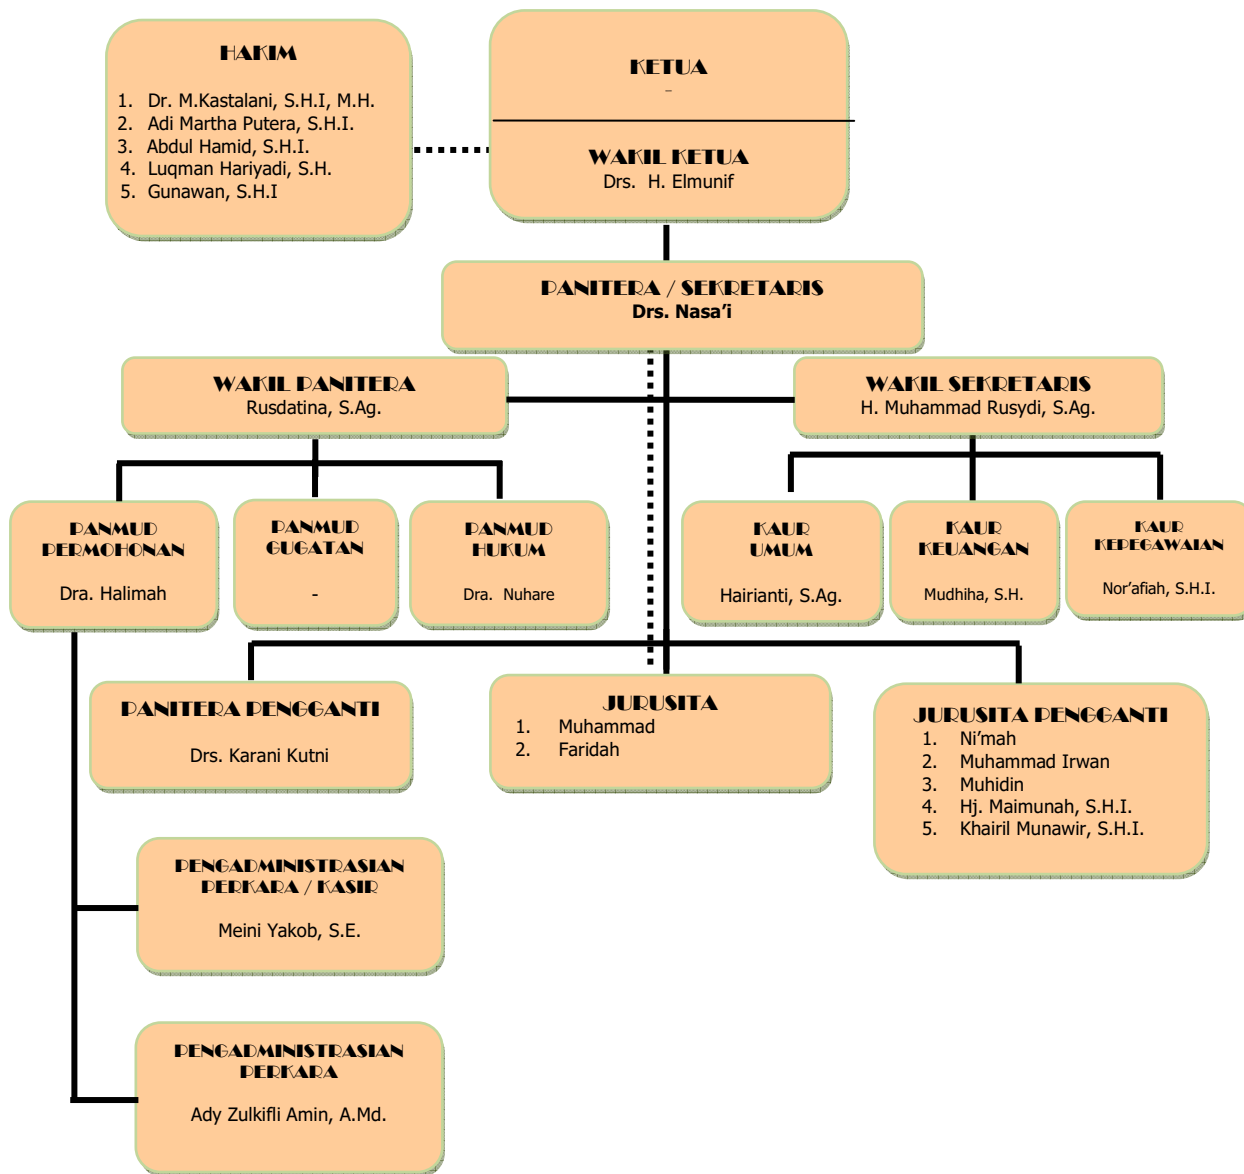 HAKIM
1. Dr. M.Kastalani, S.H.I, M.H.
2. Adi Martha Putera, S.H.I.
3. Abdul Hamid, S.H.I.
4. Luqman Hariyadi, S.H.
5. Gunawan, S.H.I
KETUA
–
WAKIL KETUA
Drs. H. Elmunif
PANITERA / SEKRETARIS
Drs. Nasa'i
WAKIL PANITERA
Rusdatina, S.Ag.
WAKIL SEKRETARIS
H. Muhammad Rusydi, S.Ag.
PANMUD
PERMOHONAN
Dra. Halimah
PANMUD
GUGATAN
-
PANMUD
HUKUM
Dra. Nuhare
KAUR
UMUM
Hairianti, S.Ag.
KAUR
KEUANGAN
Mudhiha, S.H.
KAUR
KEPEGAWAIAN
Nor'afiah, S.H.I.
PANITERA PENGGANTI
Drs. Karani Kutni
JURUSITA
1. Muhammad
2. Faridah
JURUSITA PENGGANTI
1. Ni'mah
2. Muhammad Irwan
3. Muhidin
4. Hj. Maimunah, S.H.I.
5. Khairil Munawir, S.H.I.
PENGADMINISTRASIAN
PERKARA / KASIR
Meini Yakob, S.E.
PENGADMINISTRASIAN
PERKARA
Ady Zulkifli Amin, A.Md.